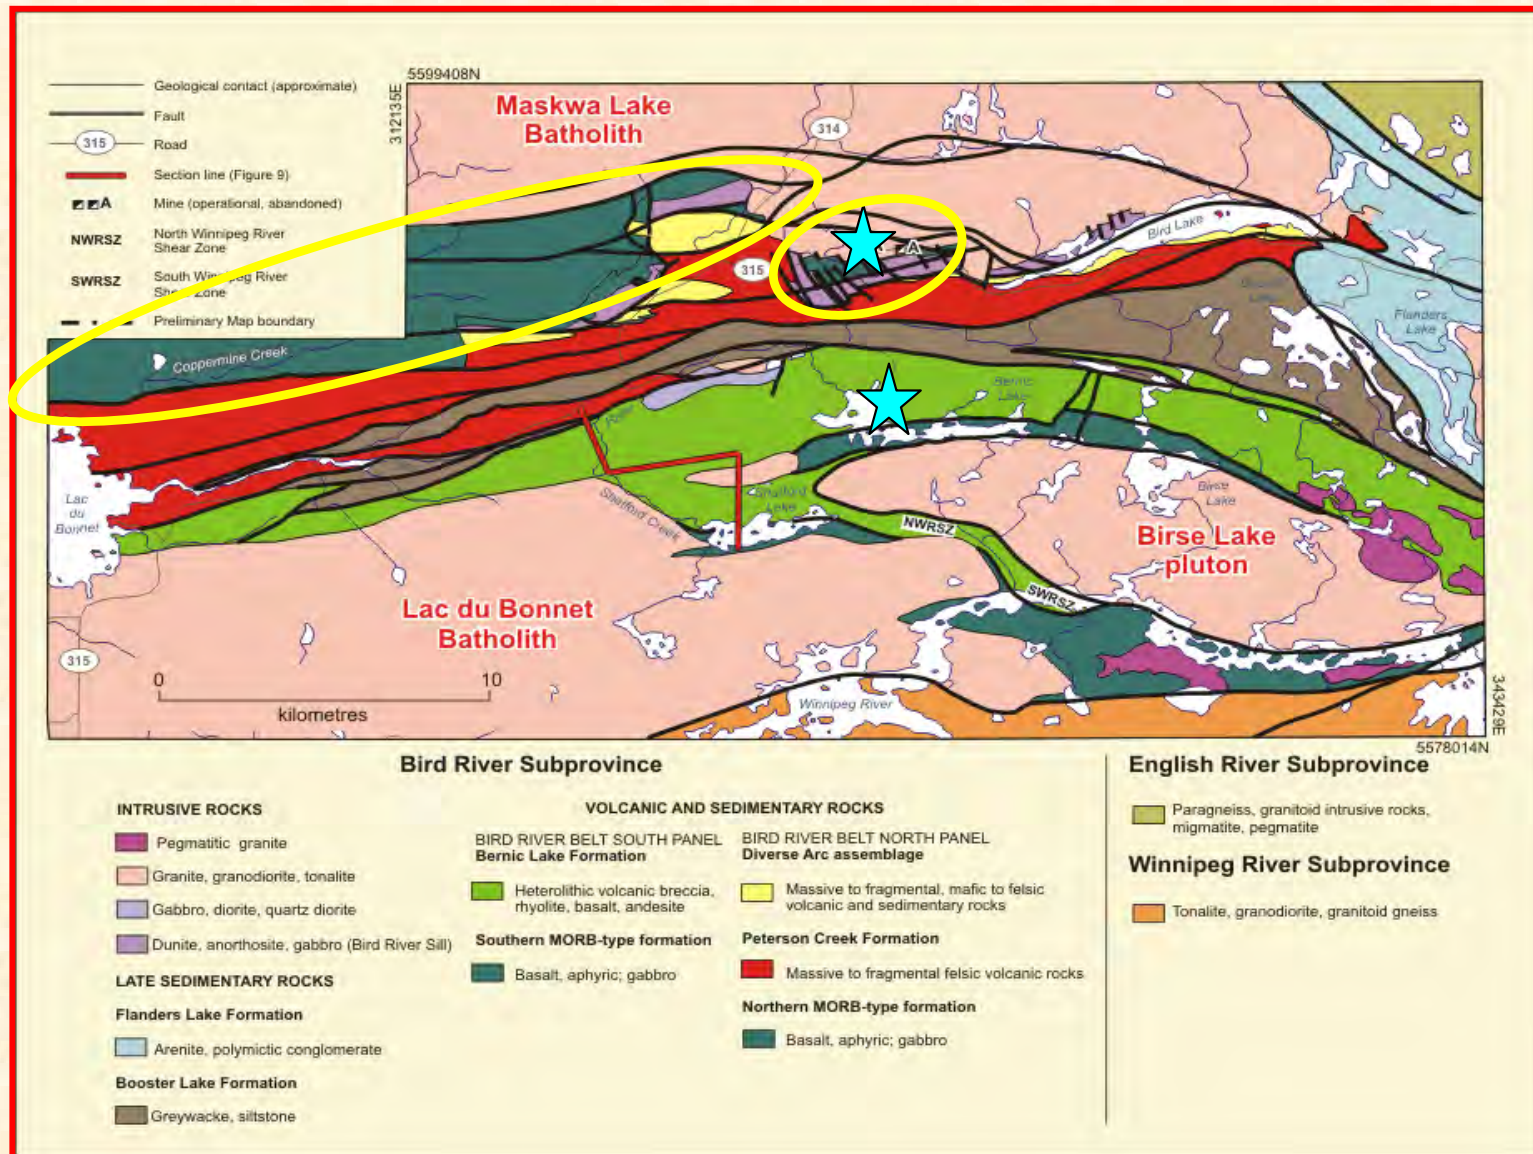 5599408N
312135E
Geological contact (approximate)
Fault
315
Road
Section line (Figure 9)
A
Mine (operational, abandoned)
NWRSZ
North Winnipeg River
Shear Zone
SWRSZ
South Winnipeg River
Shear Zone
Preliminary Map boundary
Maskwa Lake
Batholith
314
Bird Lake
A
315
Flanders
Lake
Coppermine Creek
Bernic
Lake
River
Lac
du
Bonnet
Shatford Creek
Shatford
Lake
NWRSZ
Birse
Lake
Birse Lake
pluton
SWRSZ
Lac du Bonnet
Batholith
315
0
10
kilometres
Winnipeg River
343429E
5578014N
Bird River Subprovince
INTRUSIVE ROCKS
Pegmatitic granite
Granite, granodiorite, tonalite
Gabbro, diorite, quartz diorite
Dunite, anorthosite, gabbro (Bird River Sill)
LATE SEDIMENTARY ROCKS
Flanders Lake Formation
Arenite, polymictic conglomerate
Booster Lake Formation
Greywacke, siltstone
VOLCANIC AND SEDIMENTARY ROCKS
BIRD RIVER BELT SOUTH PANEL
Bernic Lake Formation
Heterolithic volcanic breccia,
rhyolite, basalt, andesite
Southern MORB-type formation
Basalt, aphyric; gabbro
BIRD RIVER BELT NORTH PANEL
Diverse Arc assemblage
Massive to fragmental, mafic to felsic
volcanic and sedimentary rocks
Peterson Creek Formation
Massive to fragmental felsic volcanic rocks
Northern MORB-type formation
Basalt, aphyric; gabbro
English River Subprovince
Paragneiss, granitoid intrusive rocks,
migmatite, pegmatite
Winnipeg River Subprovince
Tonalite, granodiorite, granitoid gneiss